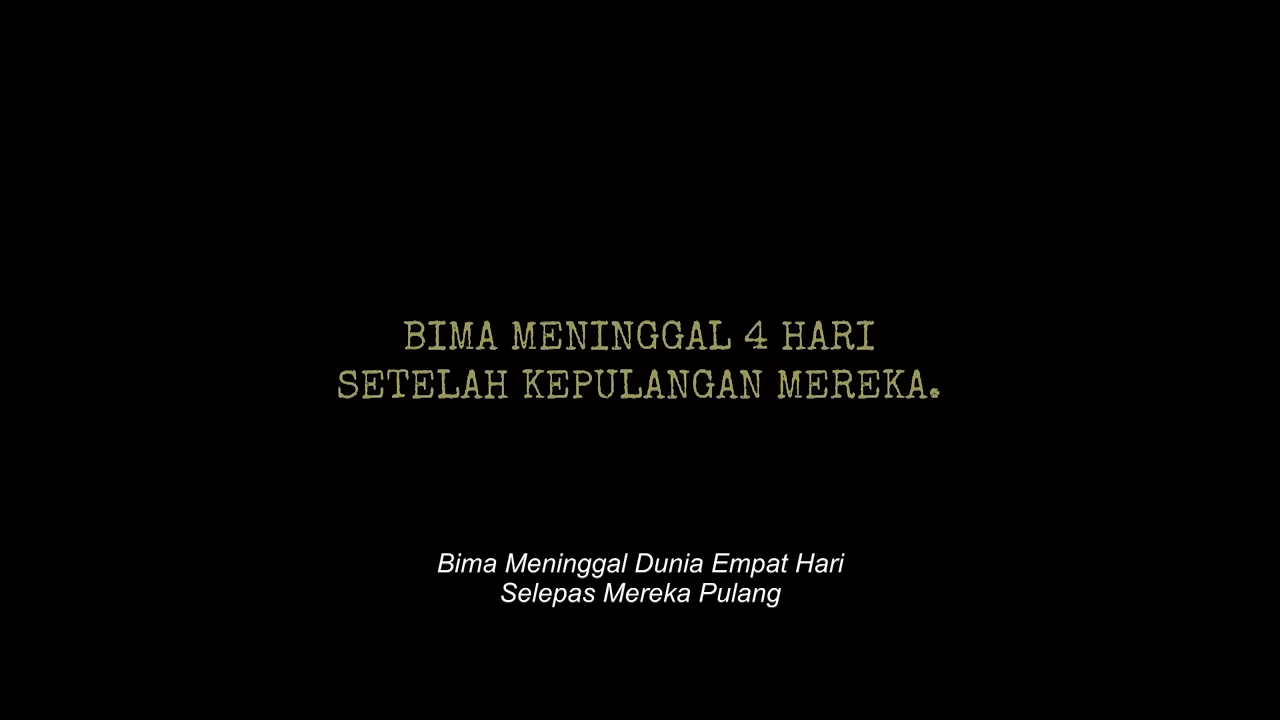 BIMA MENINGGAL 4 HARI
SETELAH KEPULANGAN MEREKA.
Bima Meninggal Dunia Empat Hari
Selepas Mereka Pulang